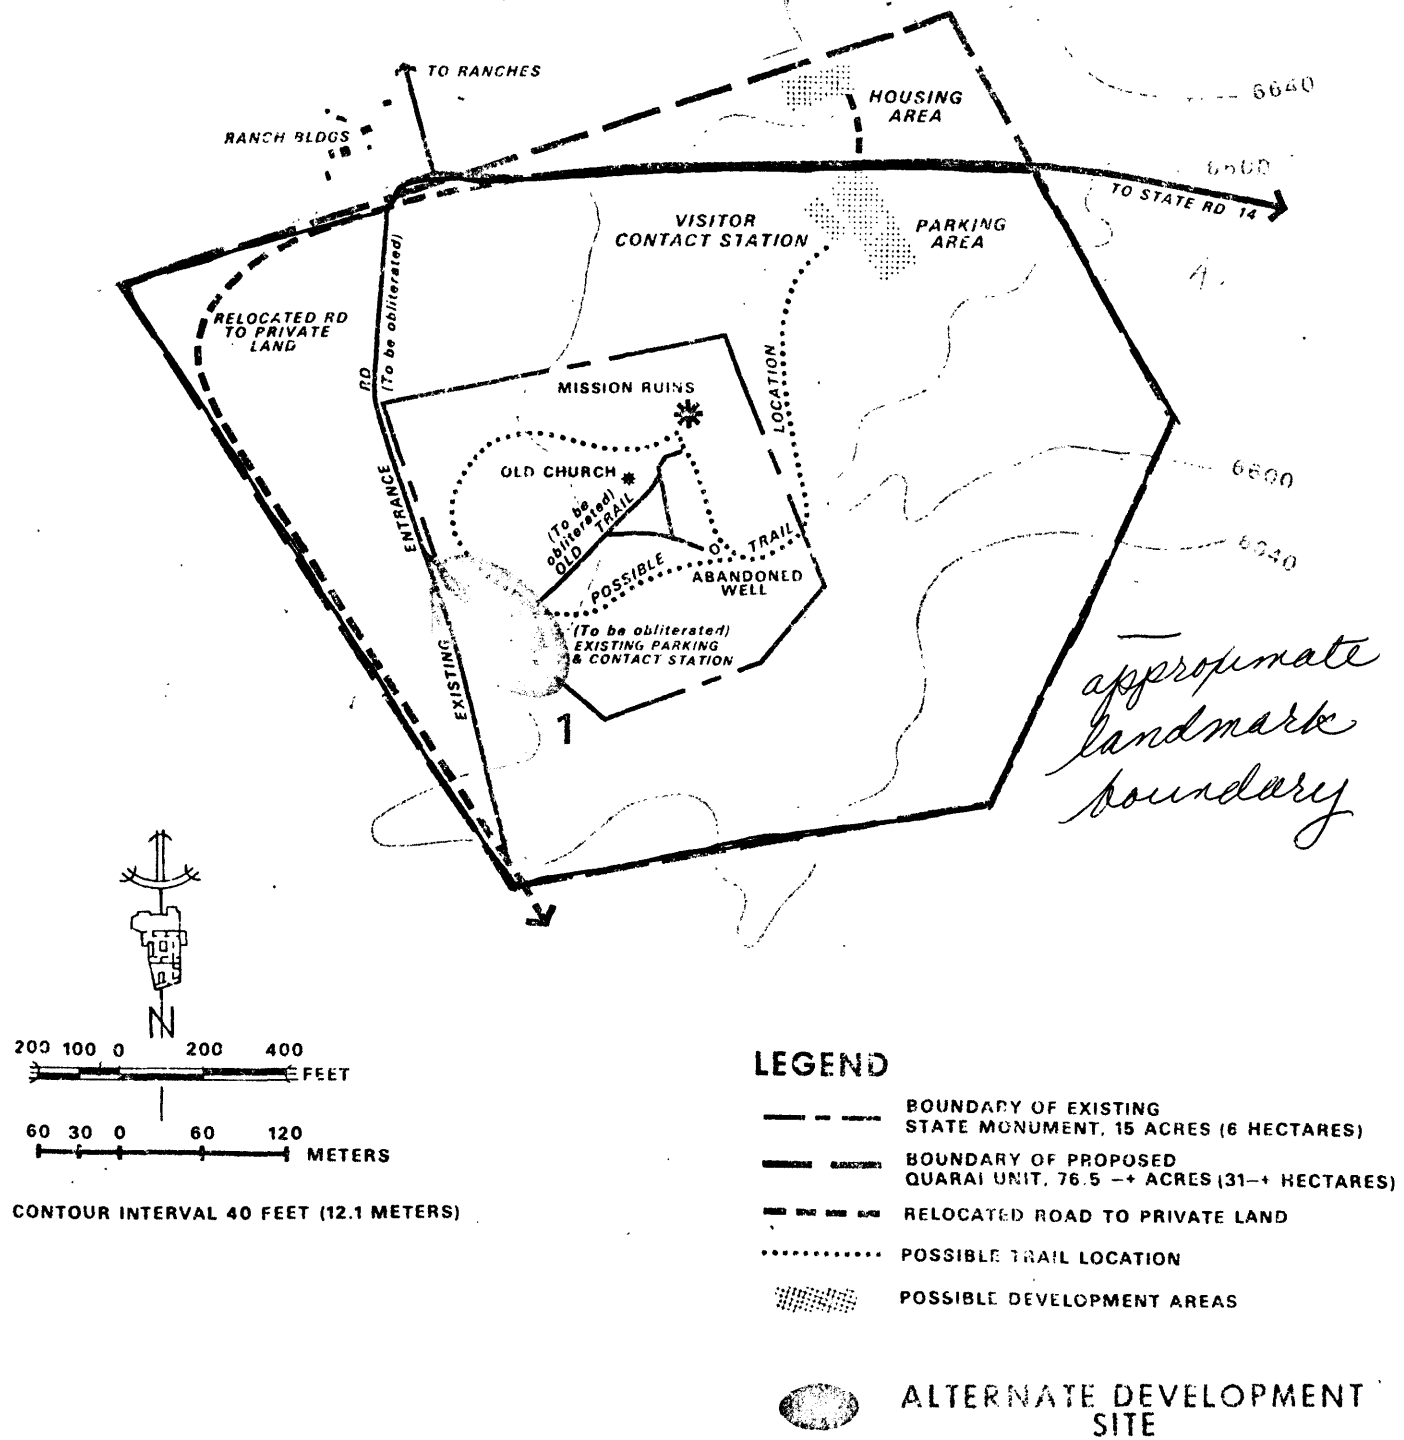 TO RANCHES
6640
HOUSING
AREA
RANCH BLDGS
6600
TO STATE RD 14
VISITOR
CONTACT STATION
PARKING
AREA
4.
(To be obliterated)
RELOCATED RD
TO PRIVATE
LAND
RD
LOCATION
MISSION RUINS
OLD CHURCH
6600
ENTRANCE
(To be
obliterated)
OLD TRAIL
TRAIL
6640
POSSIBLE
ABANDONED
WELL
(To be obliterated)
EXISTING PARKING
& CONTACT STATION
EXISTING
approximate
landmark
boundary
1
N
200 100 0 200 400
FEET
60 30 0 60 120
METERS
CONTOUR INTERVAL 40 FEET (12.1 METERS)
LEGEND
BOUNDARY OF EXISTING
STATE MONUMENT, 15 ACRES (6 HECTARES)
BOUNDARY OF PROPOSED
QUARAI UNIT, 76.5 -+ ACRES (31-+ HECTARES)
RELOCATED ROAD TO PRIVATE LAND
POSSIBLE TRAIL LOCATION
POSSIBLE DEVELOPMENT AREAS
ALTERNATE DEVELOPMENT
SITE